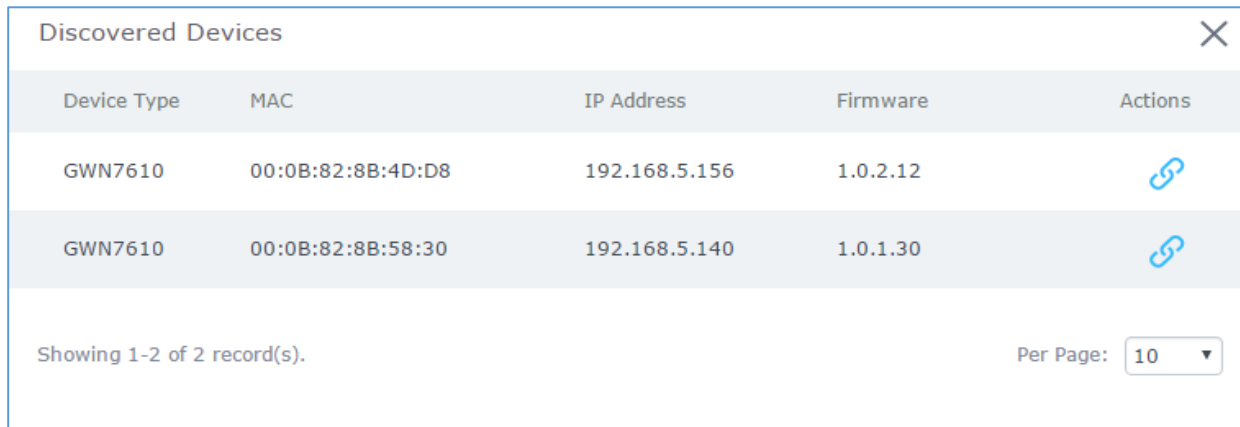 Discovered Devices
Device Type MAC IP Address Firmware Actions
GWN7610 00:0B:82:8B:4D:D8 192.168.5.156 1.0.2.12
GWN7610 00:0B:82:8B:58:30 192.168.5.140 1.0.1.30
Showing 1-2 of 2 record(s). Per Page: 10